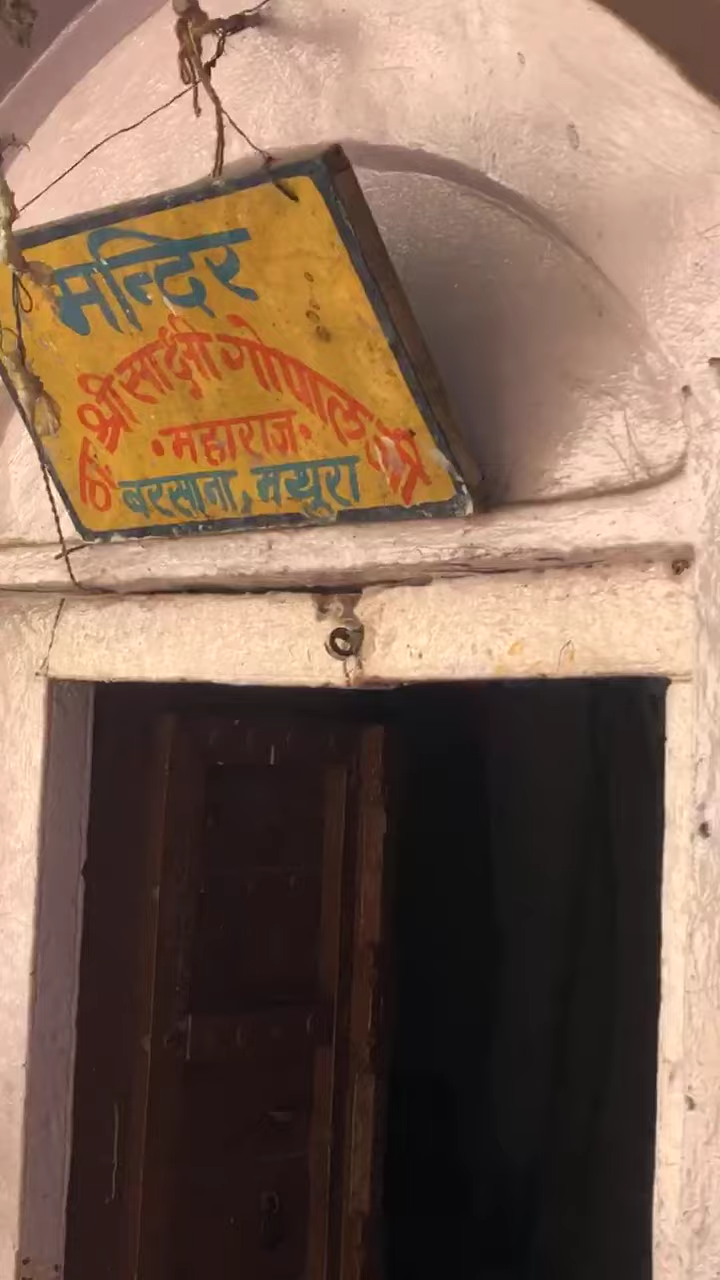 मन्दिर
श्री साक्षी गोपाल जी
• महाराज •
बरसाना, मथुरा